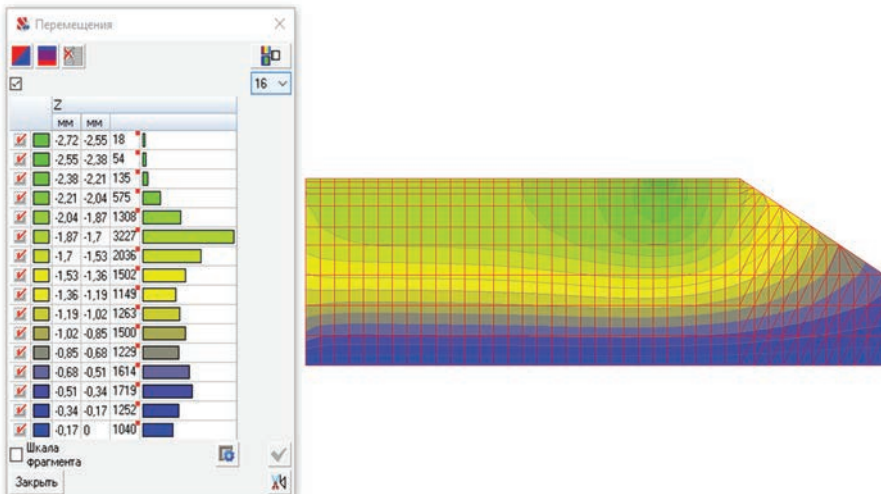 Перемещения
16
Z
мм мм
-2,72 -2,55 18
-2,55 -2,38 54
-2,38 -2,21 135
-2,21 -2,04 575
-2,04 -1,87 1308
-1,87 -1,7 3227
-1,7 -1,53 2036
-1,53 -1,36 1502
-1,36 -1,19 1149
-1,19 -1,02 1263
-1,02 -0,85 1500
-0,85 -0,68 1229
-0,68 -0,51 1614
-0,51 -0,34 1719
-0,34 -0,17 1252
-0,17 0 1040
Шкала
фрагмента
Закрыть